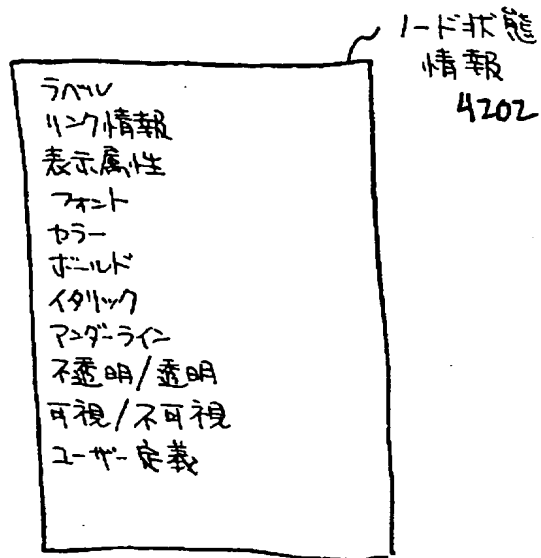 ノード状態
情報
4202
ラベル
リンク情報
表示属性
フォント
カラー
ボールド
イタリック
アンダーライン
不透明/透明
可視/不可視
ユーザー定義